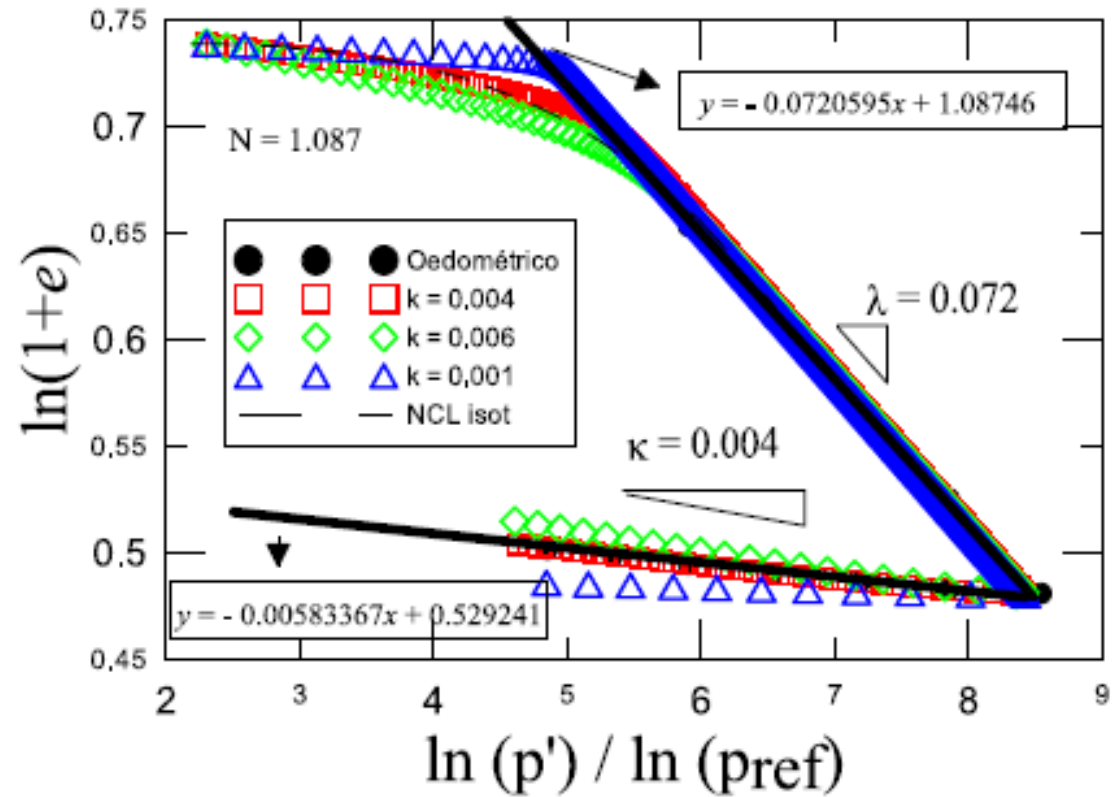 0.75
0.7
0.65
0.6
0.55
0.5
0.45
ln(1+e)
y = - 0.0720595x + 1.08746
N = 1.087
Oedométrico
k = 0.004
k = 0,006
k = 0,001
NCL isot
λ = 0.072
κ = 0.004
y = - 0.00583367x + 0.529241
2 3 4 5 6 7 8 9
ln (p') / ln (pref)